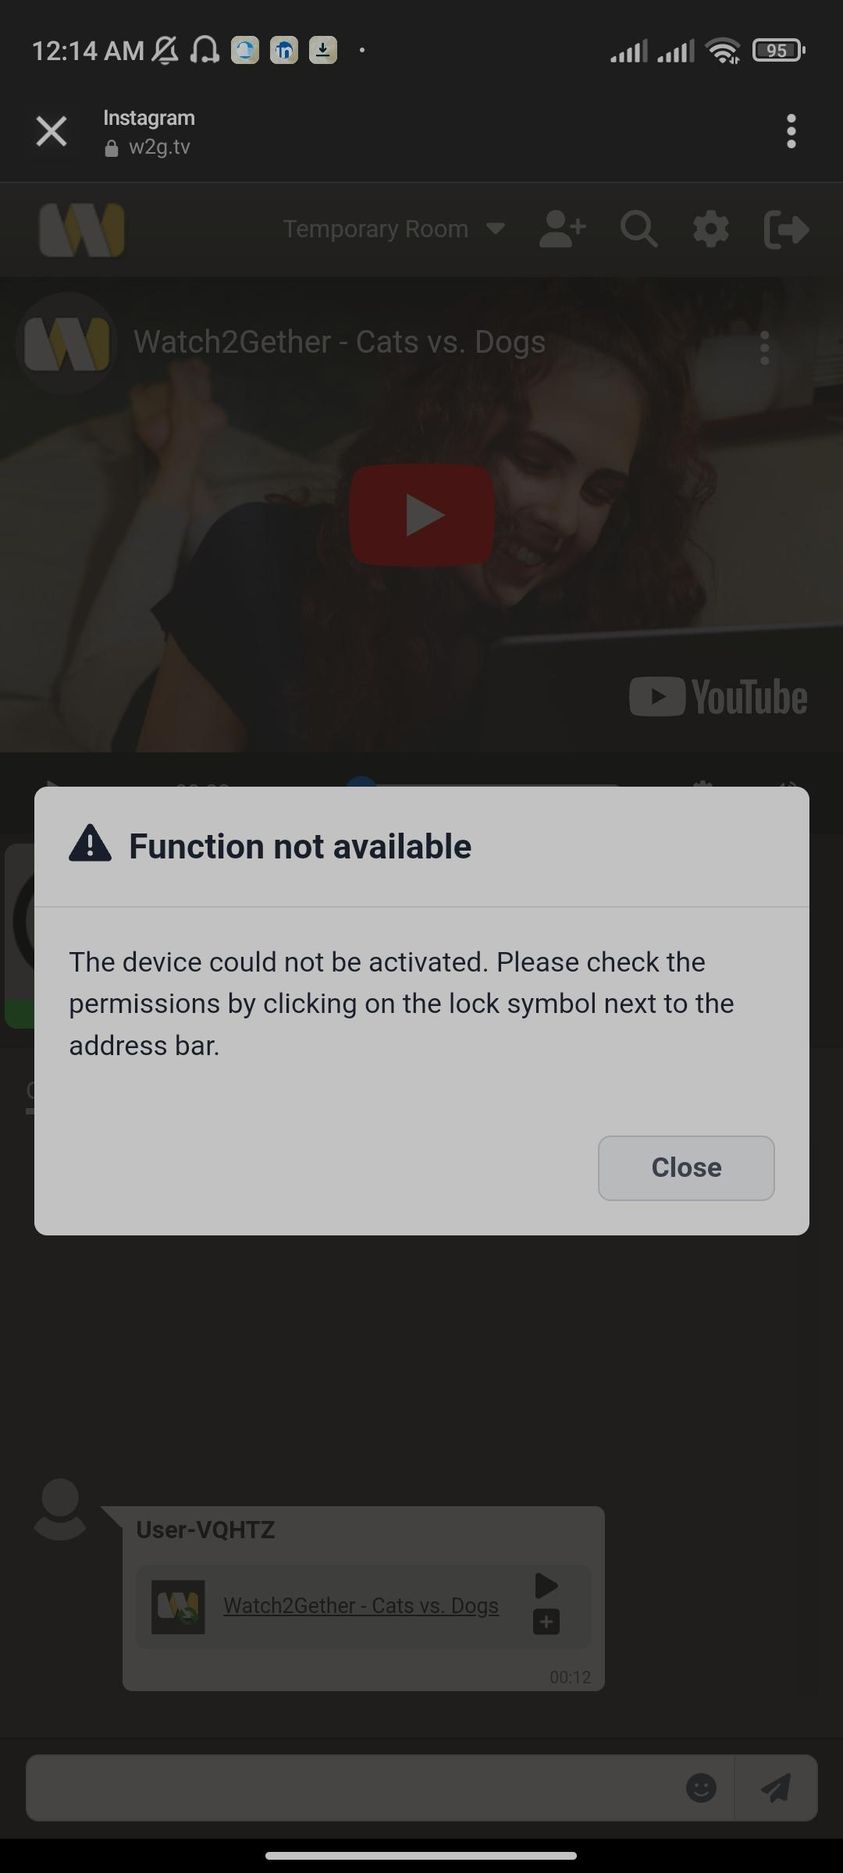 12:14 AM
95
Instagram
w2g.tv
Temporary Room
Watch2Gether - Cats vs. Dogs
YouTube
Function not available
The device could not be activated. Please check the
permissions by clicking on the lock symbol next to the
address bar.
Close
User-VQHTZ
Watch2Gether - Cats vs. Dogs
00:12